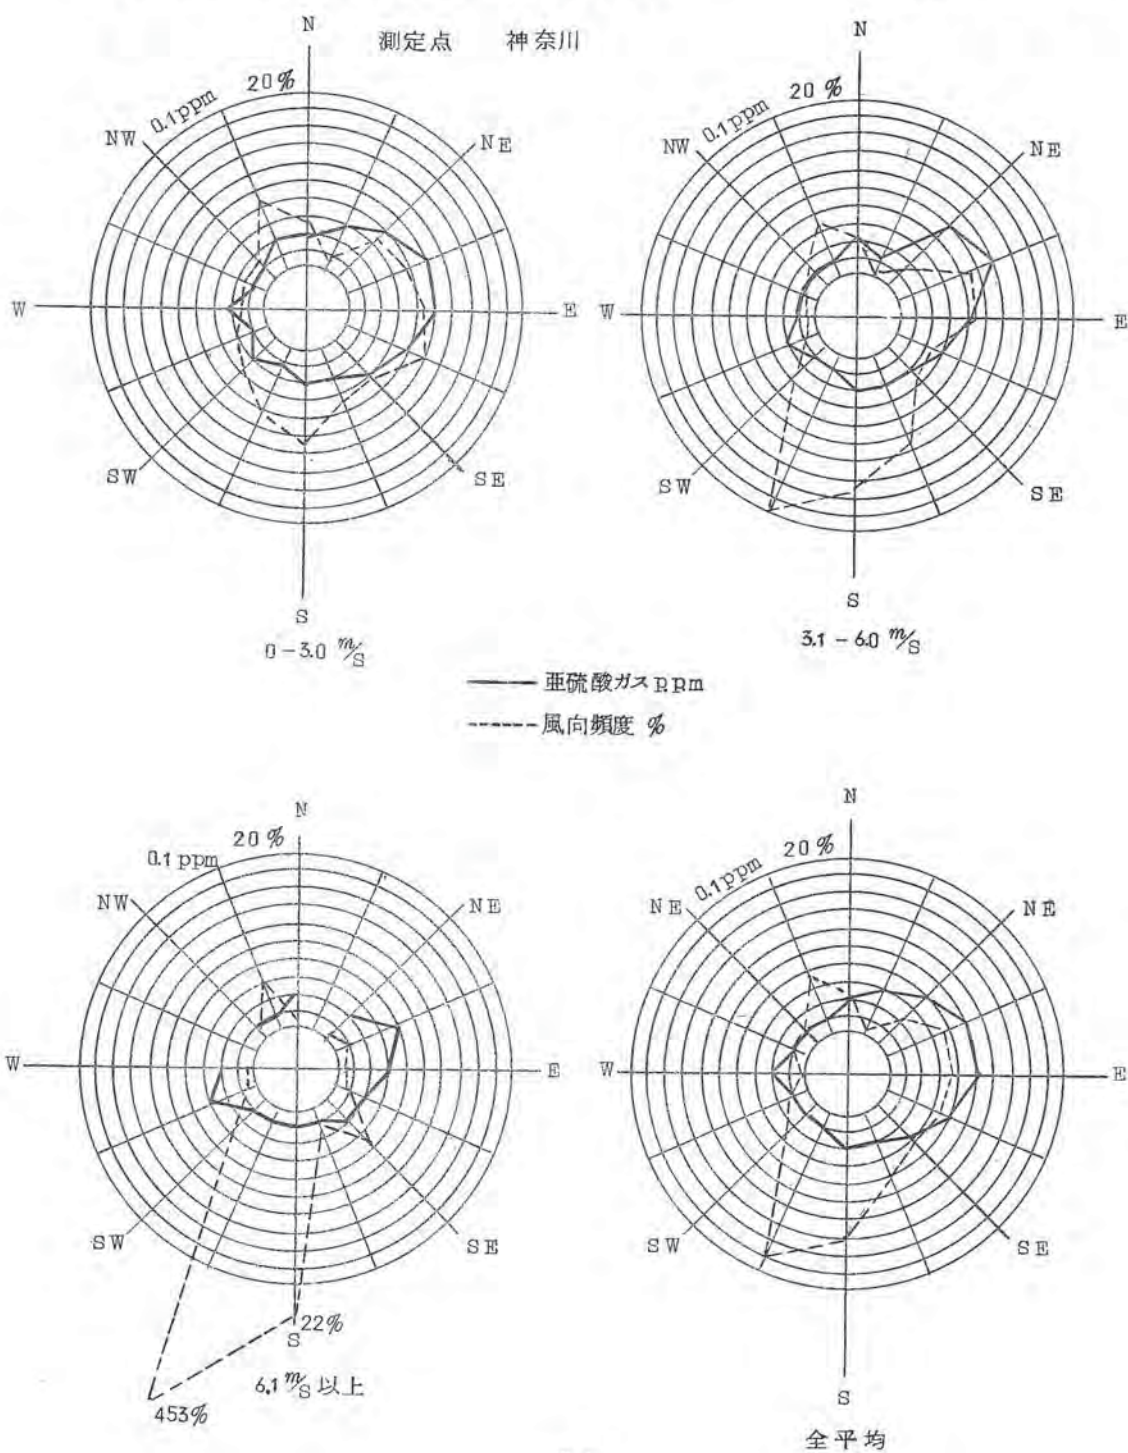 測定点 神奈川
N
20%
0.1ppm
NW
NE
W
E
SW
SE
S
0-3.0 m/s
N
20%
0.1ppm
NW
NE
W
E
SW
SE
S
3.1-6.0 m/s
亜硫酸ガス ppm
風向頻度 %
N
20%
0.1ppm
NW
NE
W
E
SW
SE
22%
S
6.1 m/s 以上
453%
N
20%
0.1ppm
NE
NE
W
E
SW
SE
S
全平均